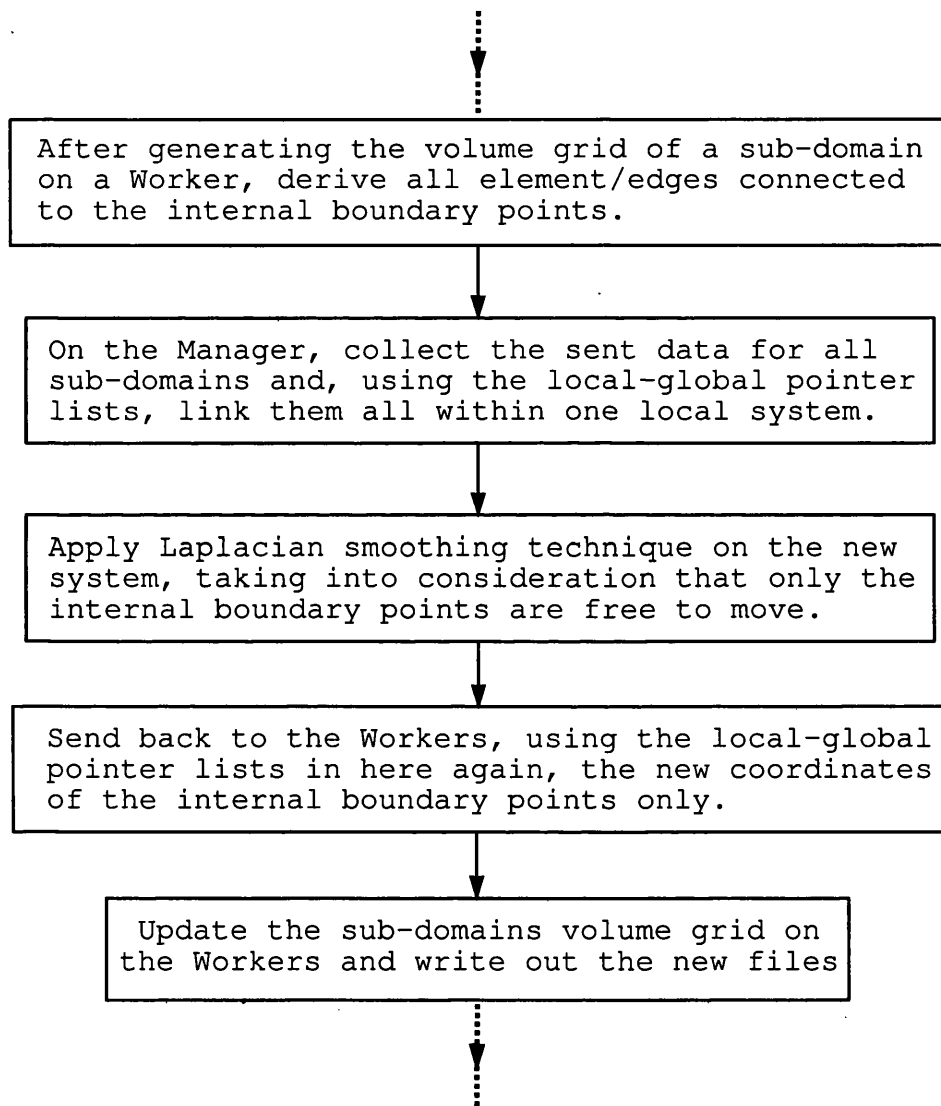 After generating the volume grid of a sub-domain
on a Worker, derive all element/edges connected
to the internal boundary points.
On the Manager, collect the sent data for all
sub-domains and, using the local-global pointer
lists, link them all within one local system.
Apply Laplacian smoothing technique on the new
system, taking into consideration that only the
internal boundary points are free to move.
Send back to the Workers, using the local-global
pointer lists in here again, the new coordinates
of the internal boundary points only.
Update the sub-domains volume grid on
the Workers and write out the new files